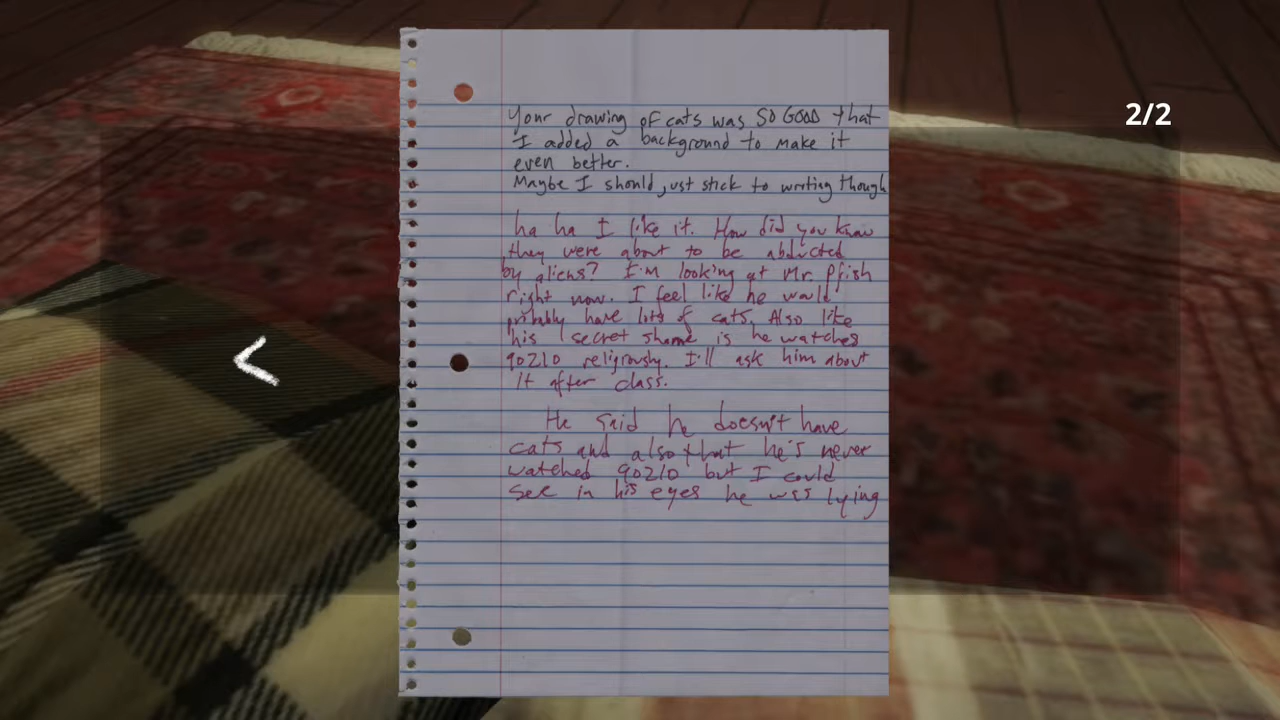 2/2
Your drawing of cats was SO GOOD that
I added a background to make it
even better.
Maybe I should just stick to writing though
ha ha I like it. How did you know
they were about to be abducted
by aliens? I'm looking at Mr. Pfish
right now. I feel like he would
probably have lots of cats. Also like
his secret shame is he watches
90210 religiously. I'll ask him about
it after class.
He said he doesn't have
cats and also that he's never
watched 90210 but I could
see in his eyes he was lying